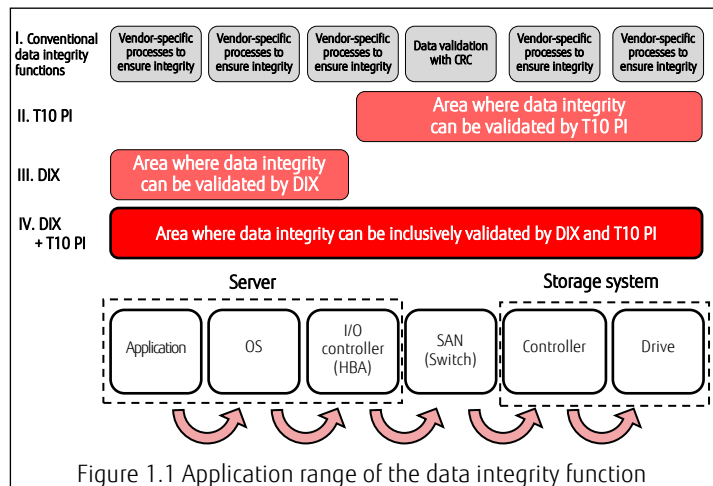 I. Conventional
data integrity
functions
Vendor-specific
processes to
ensure integrity
Vendor-specific
processes to
ensure integrity
Vendor-specific
processes to
ensure integrity
Data validation
with CRC
Vendor-specific
processes to
ensure integrity
Vendor-specific
processes to
ensure integrity
II. T10 PI
Area where data integrity
can be validated by T10 PI
III. DIX
Area where data integrity
can be validated by DIX
IV. DIX
+ T10 PI
Area where data integrity can be inclusively validated by DIX and T10 PI
Server
Storage system
Application
OS
I/O
controller
(HBA)
SAN
(Switch)
Controller
Drive
Figure 1.1 Application range of the data integrity function